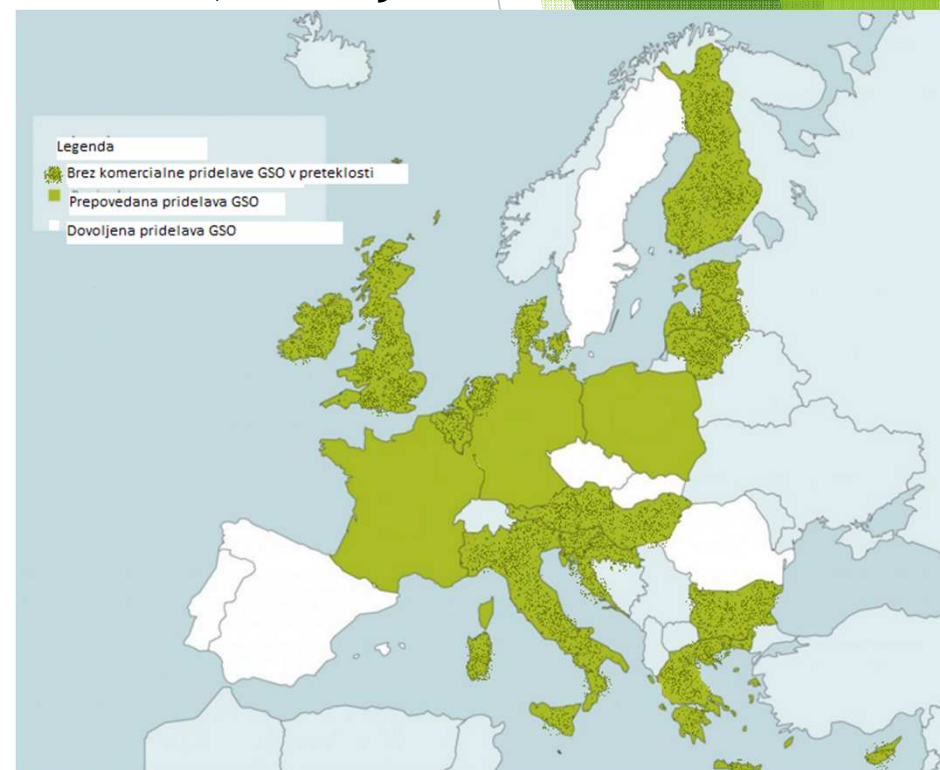 Legenda
Brez komercialne pridelave GSO v preteklosti
Prepovedana pridelava GSO
Dovoljena pridelava GSO